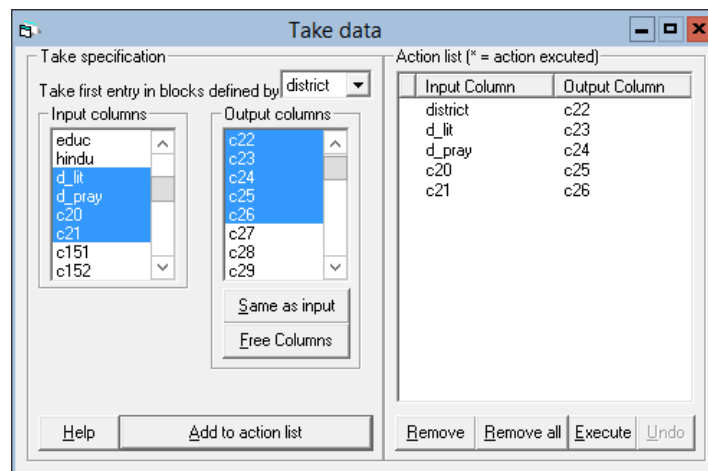 Take data
Take specification
Take first entry in blocks defined by district
Input columns
educ
hindu
d_lit
d_pray
c20
c21
c151
c152
Output columns
c22
c23
c24
c25
c26
c27
c28
c29
Same as input
Free Columns
Help
Add to action list
Action list (* = action excuted)
Input Column Output Column
district c22
d_lit c23
d_pray c24
c20 c25
c21 c26
Remove Remove all Execute Undo